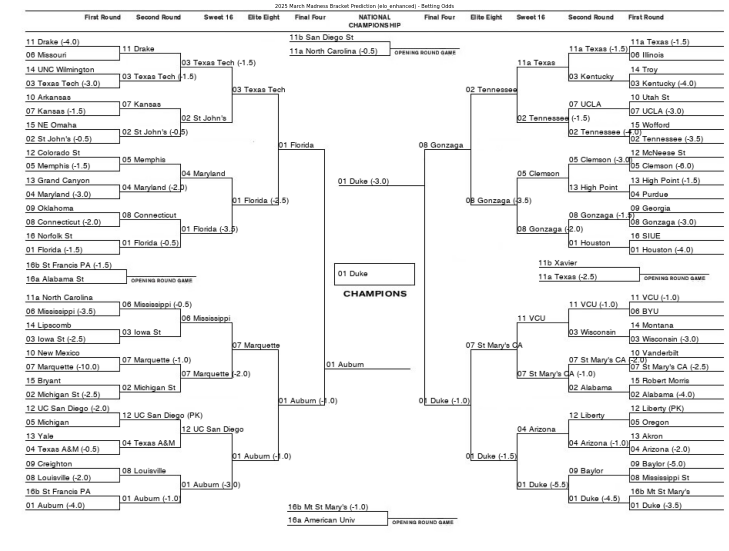 2025 March Madness Bracket Prediction (elo_enhanced) - Betting Odds
First Round
Second Round
Sweet 16
Elite Eight
Final Four
NATIONAL
CHAMPIONSHIP
Final Four
Elite Eight
Sweet 16
Second Round
First Round
11 Drake (-4.0)
06 Missouri
14 UNC Wilmington
03 Texas Tech (-3.0)
10 Arkansas
07 Kansas (-1.5)
15 NE Omaha
02 St John's (-0.5)
12 Colorado St
05 Memphis (-1.5)
13 Grand Canyon
04 Maryland (-3.0)
09 Oklahoma
08 Connecticut (-2.0)
16 Norfolk St
01 Florida (-1.5)
11 Drake
03 Texas Tech (-1.5)
07 Kansas
02 St John's (-0.5)
05 Memphis
04 Maryland (-2.0)
08 Connecticut
01 Florida (-0.5)
03 Texas Tech (-1.5)
02 St John's
04 Maryland
01 Florida (-3.5)
03 Texas Tech
01 Florida (-2.5)
01 Florida
16b St Francis PA (-1.5)
16a Alabama St
OPENING ROUND GAME
11a North Carolina
06 Mississippi (-3.5)
14 Lipscomb
03 Iowa St (-2.5)
10 New Mexico
07 Marquette (-10.0)
15 Bryant
02 Michigan St (-2.5)
12 UC San Diego (-2.0)
05 Michigan
13 Yale
04 Texas A&M (-0.5)
09 Creighton
08 Louisville (-2.0)
16b St Francis PA
01 Auburn (-4.0)
06 Mississippi (-0.5)
03 Iowa St
07 Marquette (-1.0)
02 Michigan St
12 UC San Diego (PK)
04 Texas A&M
08 Louisville
01 Auburn (-1.0)
06 Mississippi
07 Marquette (-2.0)
12 UC San Diego
01 Auburn (-3.0)
07 Marquette
01 Auburn (-1.0)
01 Auburn (-1.0)
11b San Diego St
11a North Carolina (-0.5)
OPENING ROUND GAME
01 Duke (-3.0)
01 Duke
CHAMPIONS
01 Auburn
16b Mt St Mary's (-1.0)
16a American Univ
OPENING ROUND GAME
08 Gonzaga
02 Tennessee
08 Gonzaga (-3.5)
11a Texas
02 Tennessee (-1.5)
05 Clemson
08 Gonzaga (-2.0)
11a Texas (-1.5)
03 Kentucky
07 UCLA
02 Tennessee (-4.0)
05 Clemson (-3.0)
13 High Point
08 Gonzaga (-1.5)
01 Houston
11a Texas (-1.5)
06 Illinois
14 Troy
03 Kentucky (-4.0)
10 Utah St
07 UCLA (-3.0)
15 Wofford
02 Tennessee (-3.5)
12 McNeese St
05 Clemson (-6.0)
13 High Point (-1.5)
04 Purdue
09 Georgia
08 Gonzaga (-3.0)
16 SIUE
01 Houston (-4.0)
11b Xavier
11a Texas (-2.5)
OPENING ROUND GAME
01 Duke (-1.0)
07 St Mary's CA
01 Duke (-1.5)
11 VCU
07 St Mary's CA (-1.0)
04 Arizona
01 Duke (-5.5)
11 VCU (-1.0)
03 Wisconsin
07 St Mary's CA (-2.0)
02 Alabama
12 Liberty
04 Arizona (-1.0)
09 Baylor
01 Duke (-4.5)
11 VCU (-1.0)
06 BYU
14 Montana
03 Wisconsin (-3.0)
10 Vanderbilt
07 St Mary's CA (-2.5)
15 Robert Morris
02 Alabama (-4.0)
12 Liberty (PK)
05 Oregon
13 Akron
04 Arizona (-2.0)
09 Baylor (-5.0)
08 Mississippi St
16b Mt St Mary's
01 Duke (-3.5)